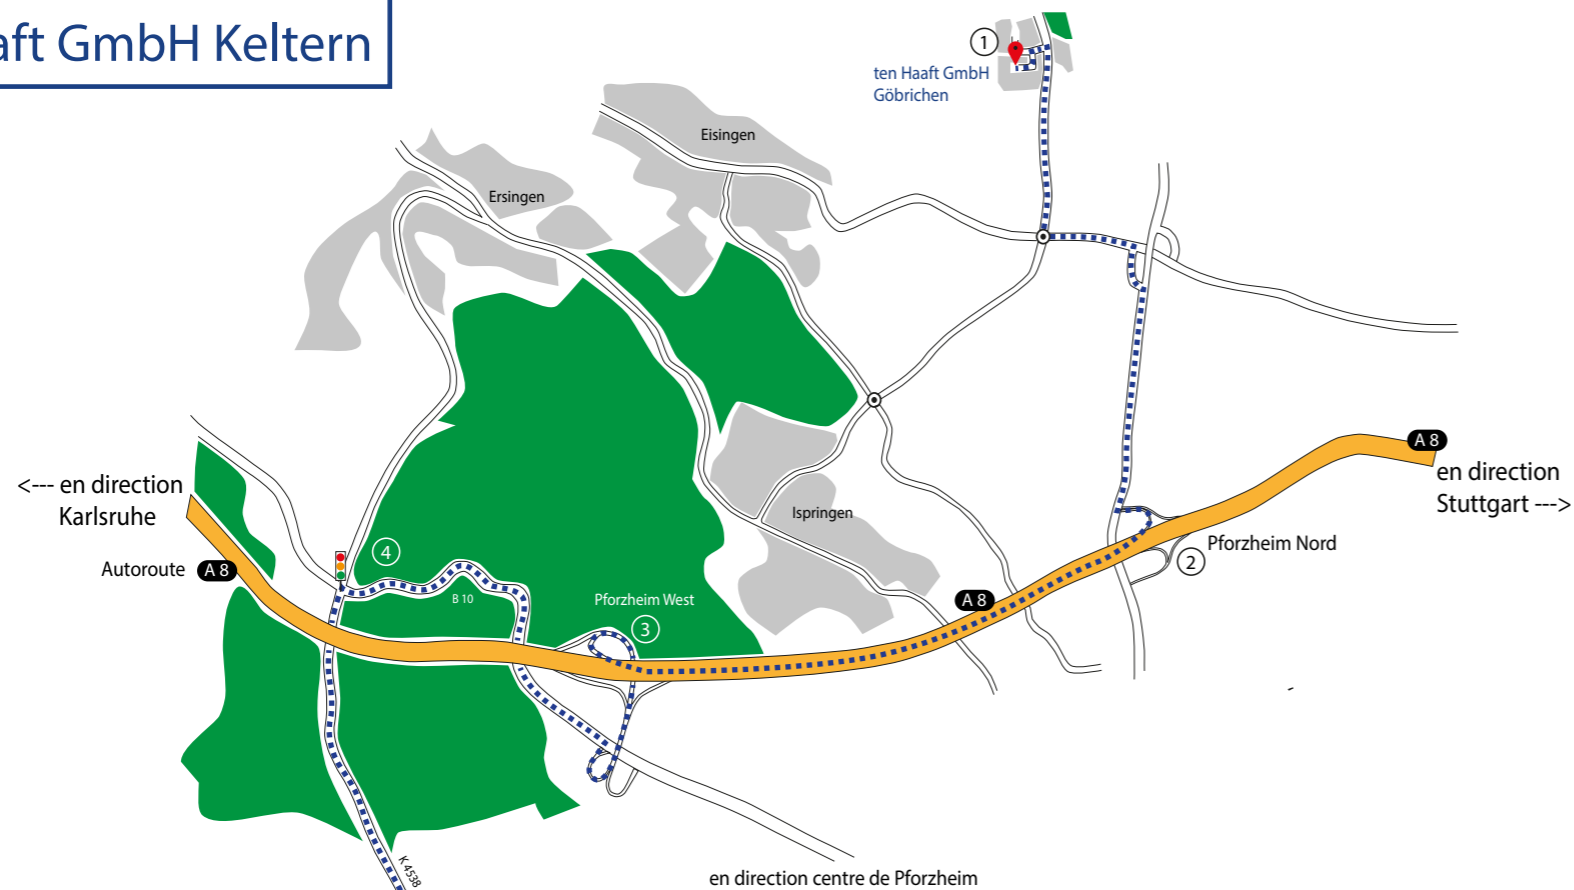 aft GmbH Keltern
1
ten Haaft GmbH
Göbrichen
Eisingen
Ersingen
A 8
en direction
Stuttgart --->
<--- en direction
Karlsruhe
Ispringen
Pforzheim Nord
2
4
Autoroute A 8
B 10
Pforzheim West
A 8
3
K 4538
en direction centre de Pforzheim